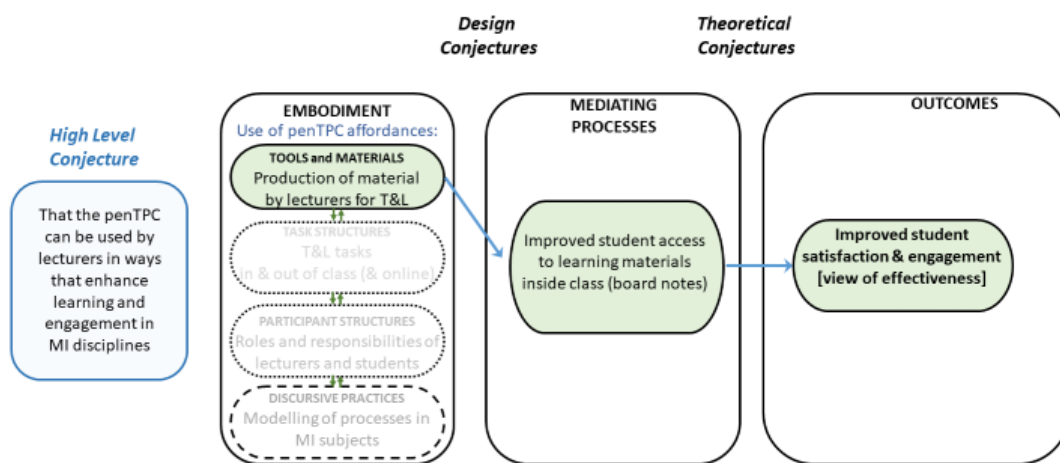 Design
Conjectures
Theoretical
Conjectures
High Level
Conjecture
That the penTPC
can be used by
lecturers in ways
that enhance
learning and
engagement in
MI disciplines
EMBODIMENT
Use of penTPC affordances:
TOOLS and MATERIALS
Production of material
by lecturers for T&L
TASK STRUCTURES
T&L tasks
in & out of class (& online)
PARTICIPANT STRUCTURES
Roles and responsibilities of
lecturers and students
DISCURSIVE PRACTICES
Modelling of processes in
MI subjects
MEDIATING
PROCESSES
Improved student access
to learning materials
inside class (board notes)
OUTCOMES
Improved student
satisfaction & engagement
[view of effectiveness]